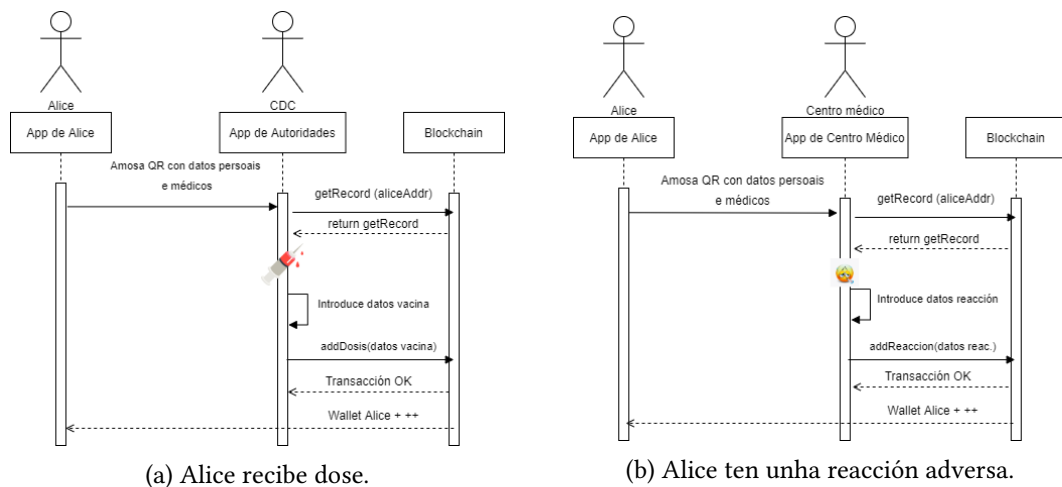 Alice
CDC
App de Alice
App de Autoridades
Blockchain
Amosa QR con datos persoais
e médicos
getRecord (aliceAddr)
return getRecord
Introduce datos vacina
addDosis(datos vacina)
Transacción OK
Wallet Alice + ++
(a) Alice recibe dose.
Alice
Centro médico
App de Alice
App de Centro Médico
Blockchain
Amosa QR con datos persoais
e médicos
getRecord (aliceAddr)
return getRecord
Introduce datos reacción
addReaccion(datos reac.)
Transacción OK
Wallet Alice + ++
(b) Alice ten unha reacción adversa.